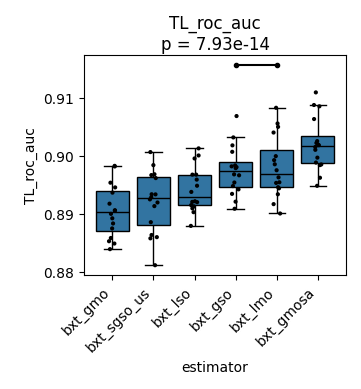 TL_roc_auc
p = 7.93e-14
TL_roc_auc
0.91
0.90
0.89
0.88
bxt_gmo
bxt_sgso_us
bxt_lso
bxt_gso
bxt_lmo
bxt_gmosa
estimator